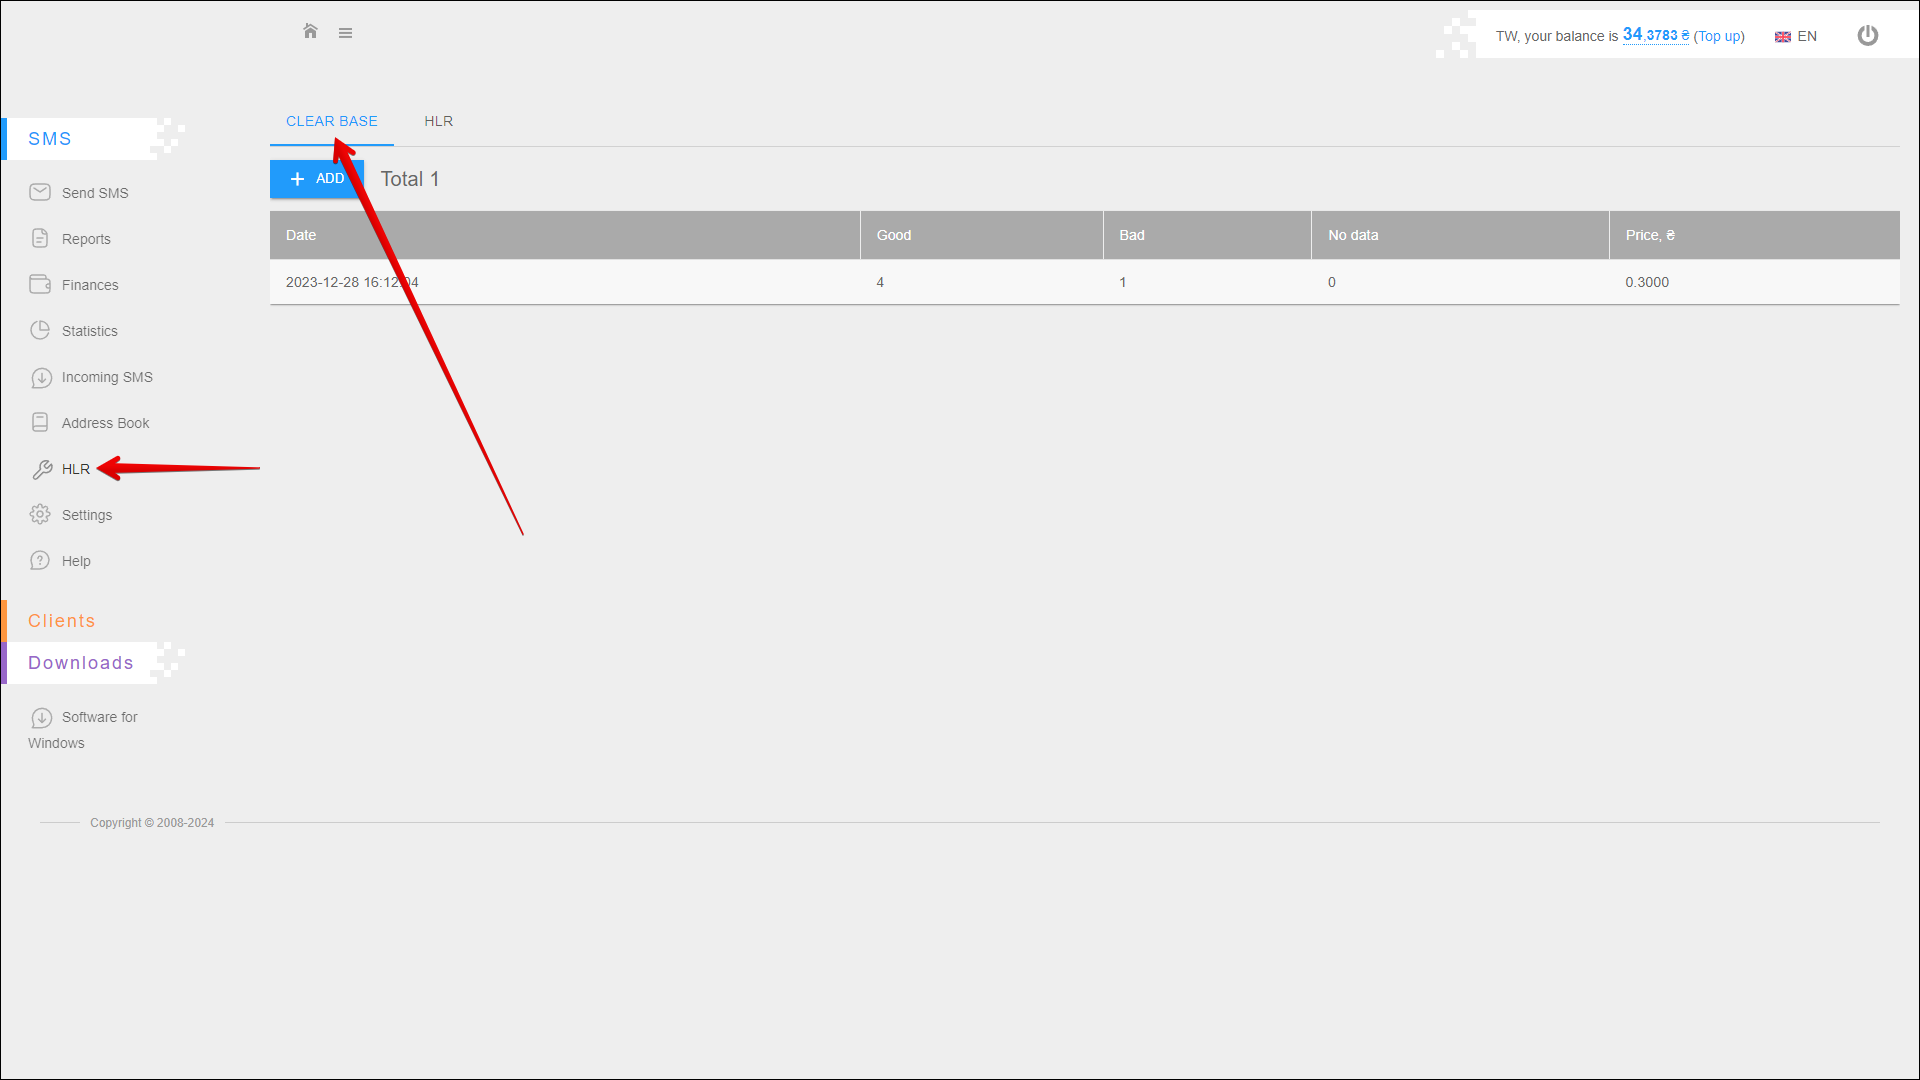 TW, your balance is 34,3783 ₴ (Top up)
EN
SMS
Send SMS
Reports
Finances
Statistics
Incoming SMS
Address Book
HLR
Settings
Help
Clients
Downloads
Software for
Windows
CLEAR BASE
HLR
ADD
Total 1
Date Good Bad No data Price, ₴
2023-12-28 16:12:04 4 1 0 0.3000
Copyright © 2008-2024